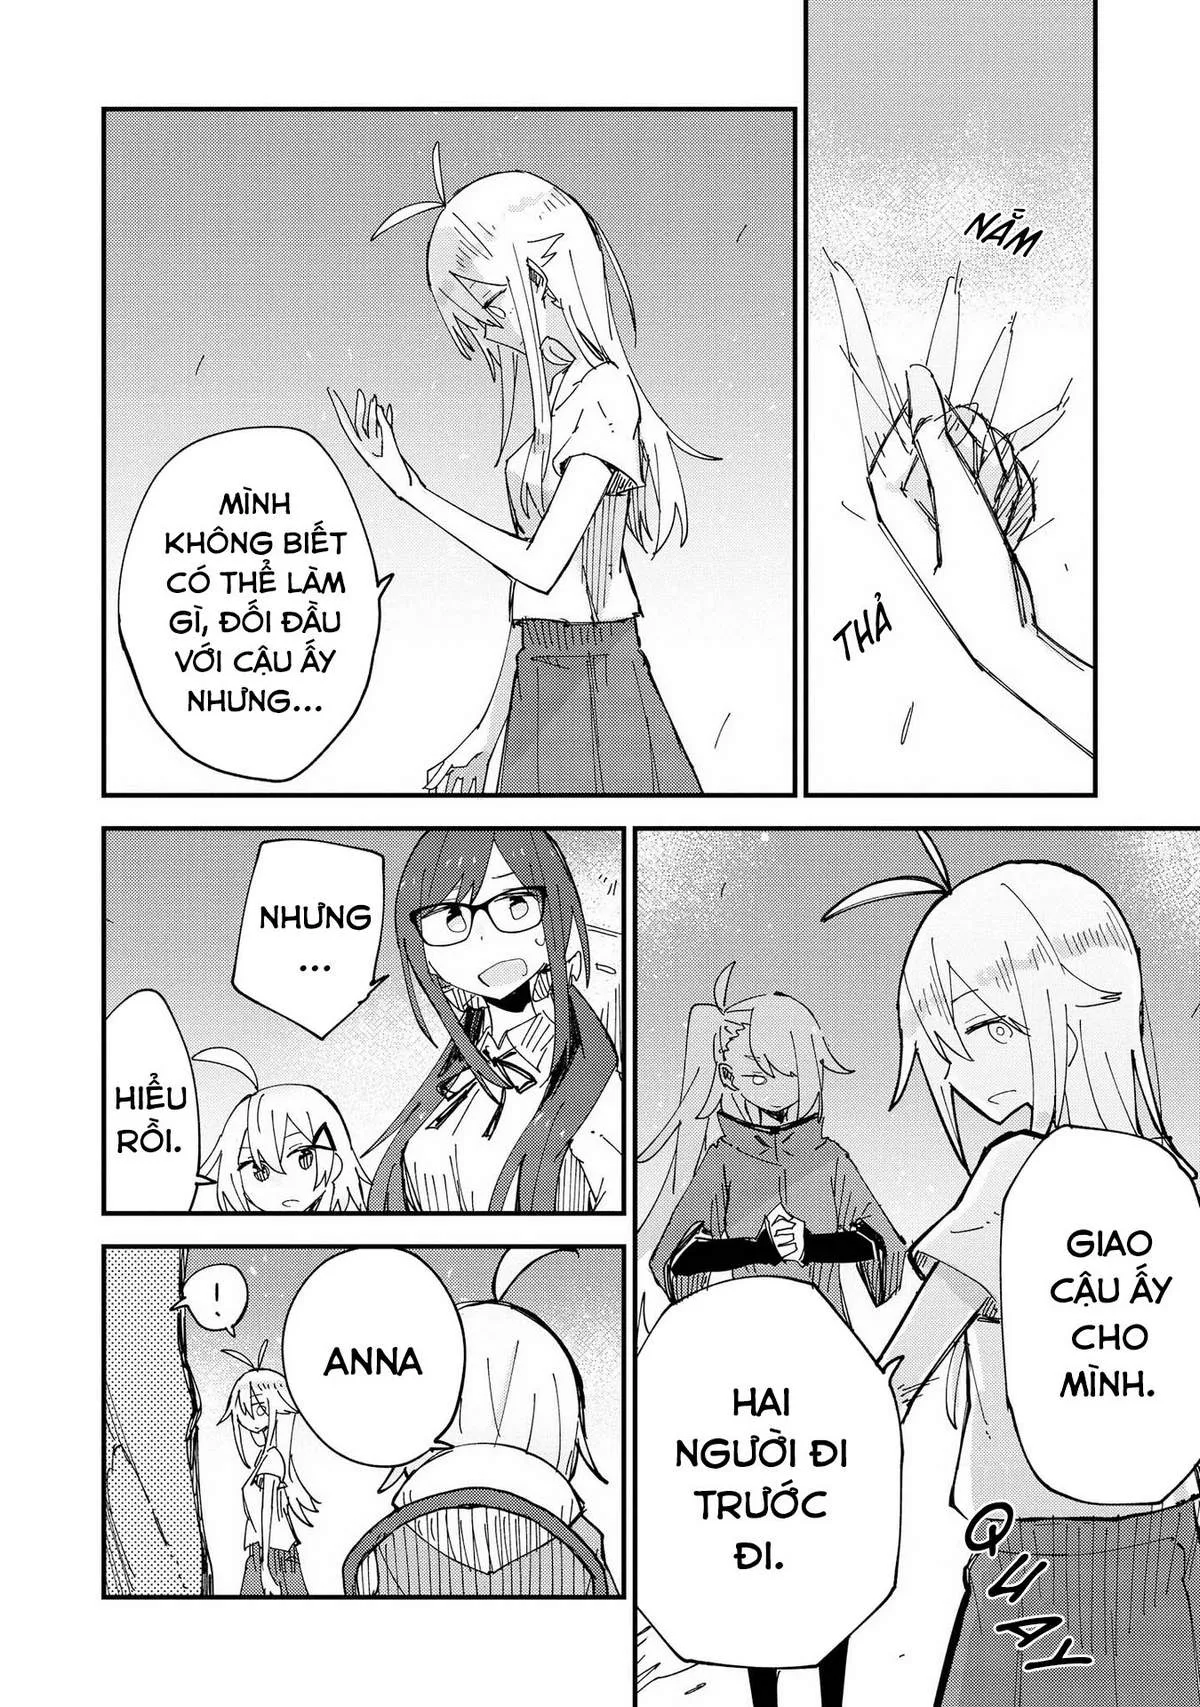 NẮM
THẢ
MÌNH
KHÔNG BIẾT
CÓ THỂ LÀM
GÌ, ĐỐI ĐẦU
VỚI CẬU ẤY
NHƯNG...
GIAO
CẬU ẤY
CHO
MÌNH.
HAI
NGƯỜI ĐI
TRƯỚC
ĐI.
QUAY
NHƯNG
...
HIỂU
RỒI.
ANNA
!